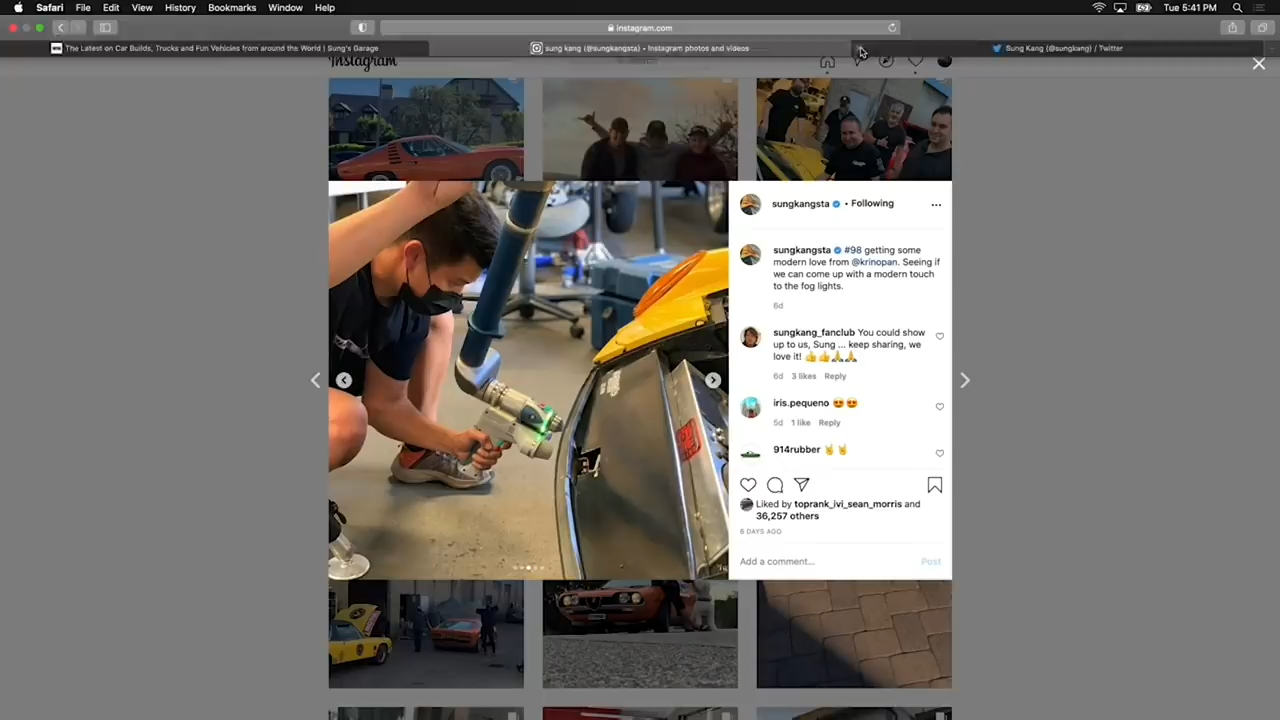 Safari File Edit View History Bookmarks Window Help
Tue 5:41 PM
instagram.com
The Latest on Car Builds, Trucks and Fun Vehicles from around the World | Sung's Garage
sung kang (@sungkangsta) • Instagram photos and videos
Sung Kang (@sungkang) / Twitter
Instagram
sungkangsta • Following
sungkangsta #98 getting some
modern love from @krinopan. Seeing if
we can come up with a modern touch
to the fog lights.
6d
sungkang_fanclub You could show
up to us, Sung ... keep sharing, we
love it! 👍👍🙏🙏
6d 3 likes Reply
iris.pequeno 😍😍
5d 1 like Reply
914rubber 🤘🤘
Liked by toprank_ivi_sean_morris and
36,257 others
6 DAYS AGO
Add a comment... Post